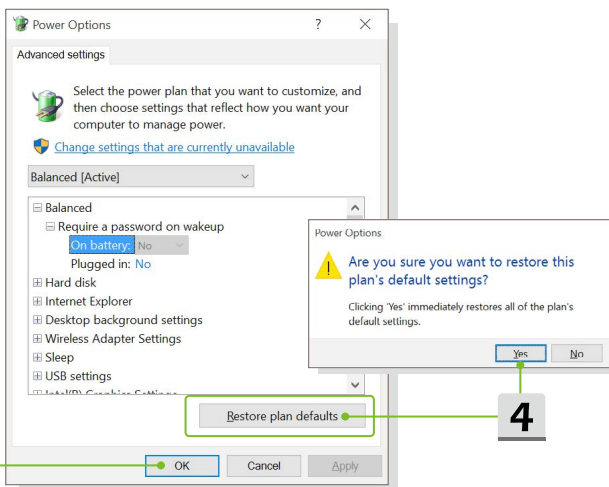 Power Options
?
Advanced settings
Select the power plan that you want to customize, and
then choose settings that reflect how you want your
computer to manage power.
Change settings that are currently unavailable
Balanced [Active]
Balanced
Require a password on wakeup
On battery: No
Plugged in: No
Hard disk
Internet Explorer
Desktop background settings
Wireless Adapter Settings
Sleep
USB settings
Intel(R) Graphics Settings
Restore plan defaults
OK Cancel Apply
Power Options
Are you sure you want to restore this
plan's default settings?
Clicking 'Yes' immediately restores all of the plan's
default settings.
Yes No
4